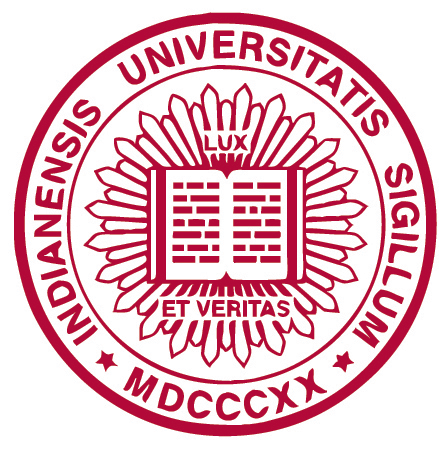 INDIANENSIS UNIVERSITATIS SIGILLUM
MDCCCXX
LUX
ET VERITAS